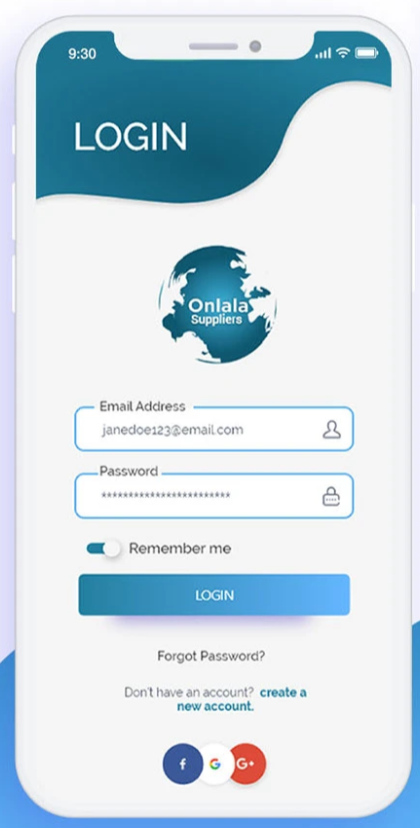 9:30
LOGIN
Onlala
Suppliers
Email Address
janedoe123@email.com
Password
************************
Remember me
LOGIN
Forgot Password?
Don't have an account? create a
new account.
f G G+